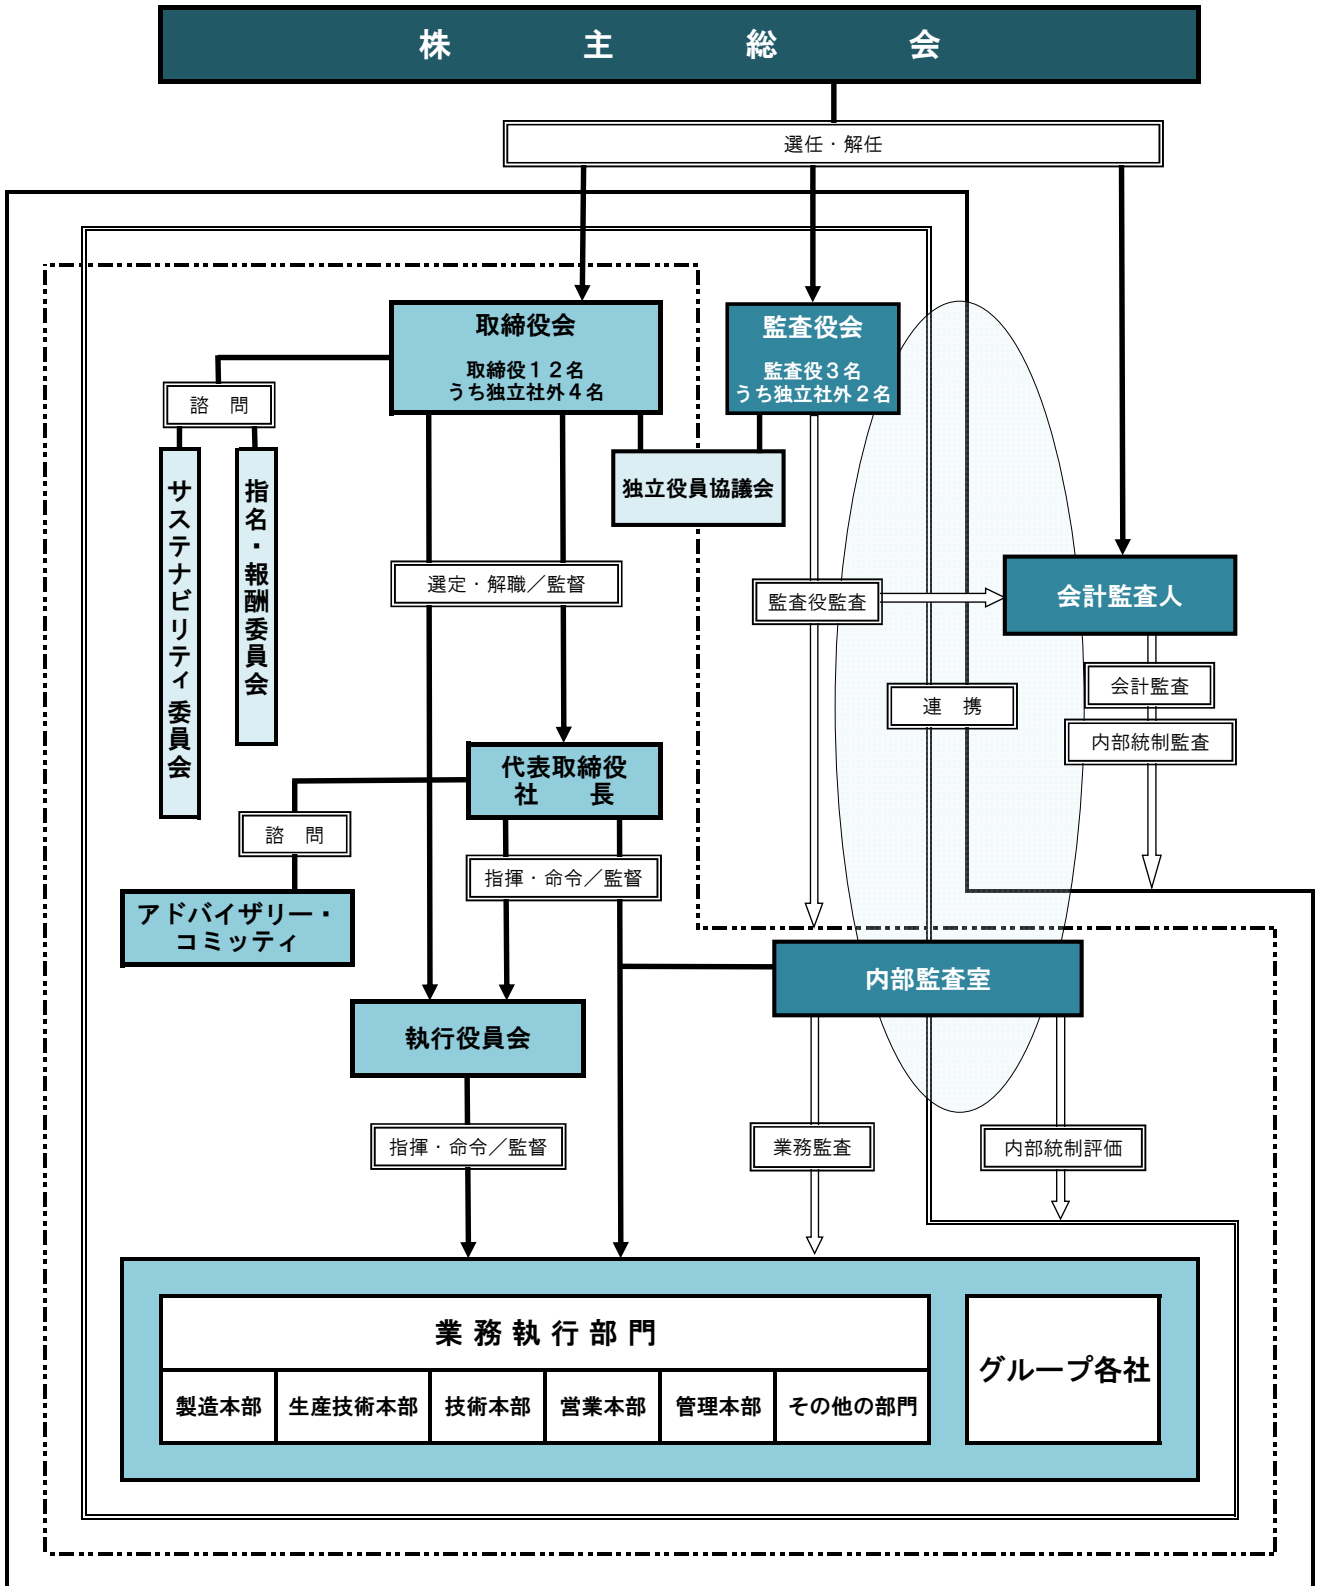 株主総会
選任・解任
取締役会
取締役１２名
うち独立社外４名
監査役会
監査役３名
うち独立社外２名
諮　問
サステナビリティ委員会
指名・報酬委員会
独立役員協議会
選定・解職／監督
監査役監査
会計監査人
連　携
会計監査
内部統制監査
代表取締役
社　　長
諮　問
指揮・命令／監督
アドバイザリー・
コミッティ
内部監査室
執行役員会
指揮・命令／監督
業務監査
内部統制評価
業務執行部門
グループ各社
製造本部
生産技術本部
技術本部
営業本部
管理本部
その他の部門